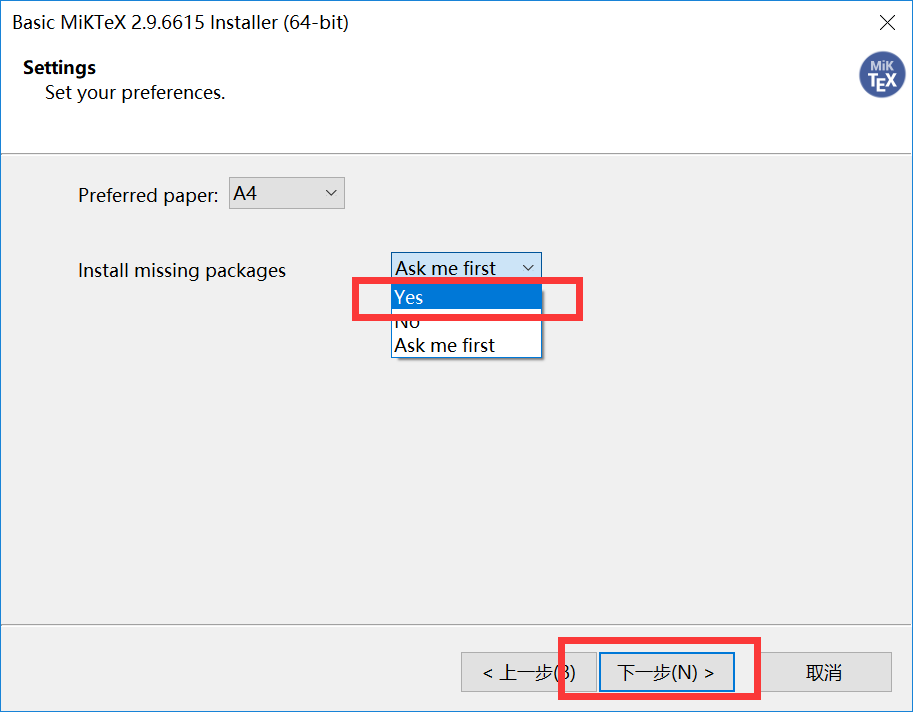 Basic MiKTeX 2.9.6615 Installer (64-bit)
Settings
Set your preferences.
MiK
TEX
Preferred paper: A4
Install missing packages Ask me first
Yes
No
Ask me first
< 上一步(B) 下一步(N) > 取消